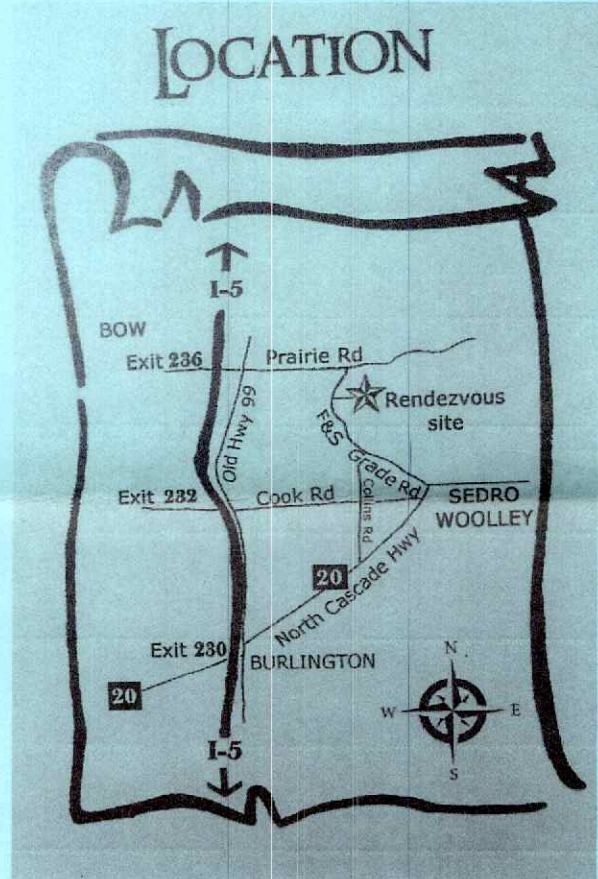 LOCATION
I-5
BOW
Exit 236
Prairie Rd
Old Hwy 99
Rendezvous
site
F&S Grade Rd
Exit 232
Cook Rd
Collins Rd
SEDRO
WOOLLEY
20
North Cascade Hwy
Exit 230
BURLINGTON
20
I-5
N
W
E
S